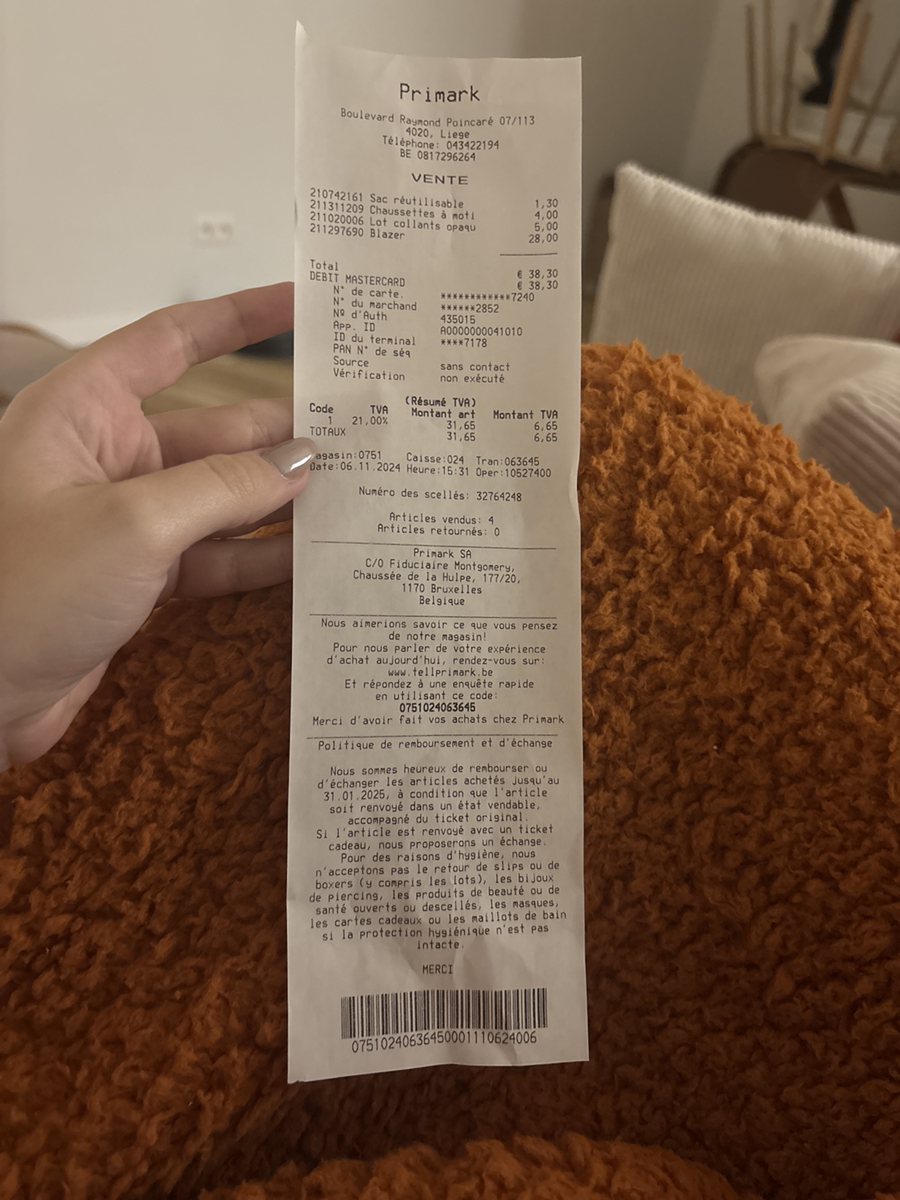 Primark
Boulevard Raymond Poincaré 07/113
4020, Liege
Téléphone: 043422194
BE 0817296264
VENTE
210742161 Sac réutilisable 1,30
211311209 Chaussettes à moti 4,00
211020006 Lot collants opaqu 5,00
211297690 Blazer 28,00
Total € 38,30
DEBIT MASTERCARD € 38,30
N° de carte. ************7240
N° du marchand ******2852
Nº d'Auth 435015
App. ID A0000000041010
ID du terminal ****7178
PAN N° de séq
Source sans contact
Vérification non exécuté
(Résumé TVA)
Code TVA Montant art Montant TVA
1 21,00% 31,65 6,65
TOTAUX 31,65 6,65
agasin:0751 Caisse:024 Tran:063645
Date:06.11.2024 Heure:15:31 Oper:10527400
Numéro des scellés: 32764248
Articles vendus: 4
Articles retournés: 0
Primark SA
C/O Fiduciaire Montgomery,
Chaussée de la Hulpe, 177/20,
1170 Bruxelles
Belgique
Nous aimerions savoir ce que vous pensez
de notre magasin!
Pour nous parler de votre expérience
d'achat aujourd'hui, rendez-vous sur:
www.tellprimark.be
Et répondez à une enquête rapide
en utilisant ce code:
0751024063645
Merci d'avoir fait vos achats chez Primark
Politique de remboursement et d'échange
Nous sommes heureux de rembourser ou
d'échanger les articles achetés jusqu'au
31.01.2025, à condition que l'article
soit renvoyé dans un état vendable,
accompagné du ticket original.
Si l'article est renvoyé avec un ticket
cadeau, nous proposerons un échange.
Pour des raisons d'hygiène, nous
n'acceptons pas le retour de slips ou de
boxers (y compris les lots), les bijoux
de piercing, les produits de beauté ou de
santé ouverts ou descellés, les masques,
les cartes cadeaux ou les maillots de bain
si la protection hygiénique n'est pas
intacte.
MERCI
07510240636450001110624006